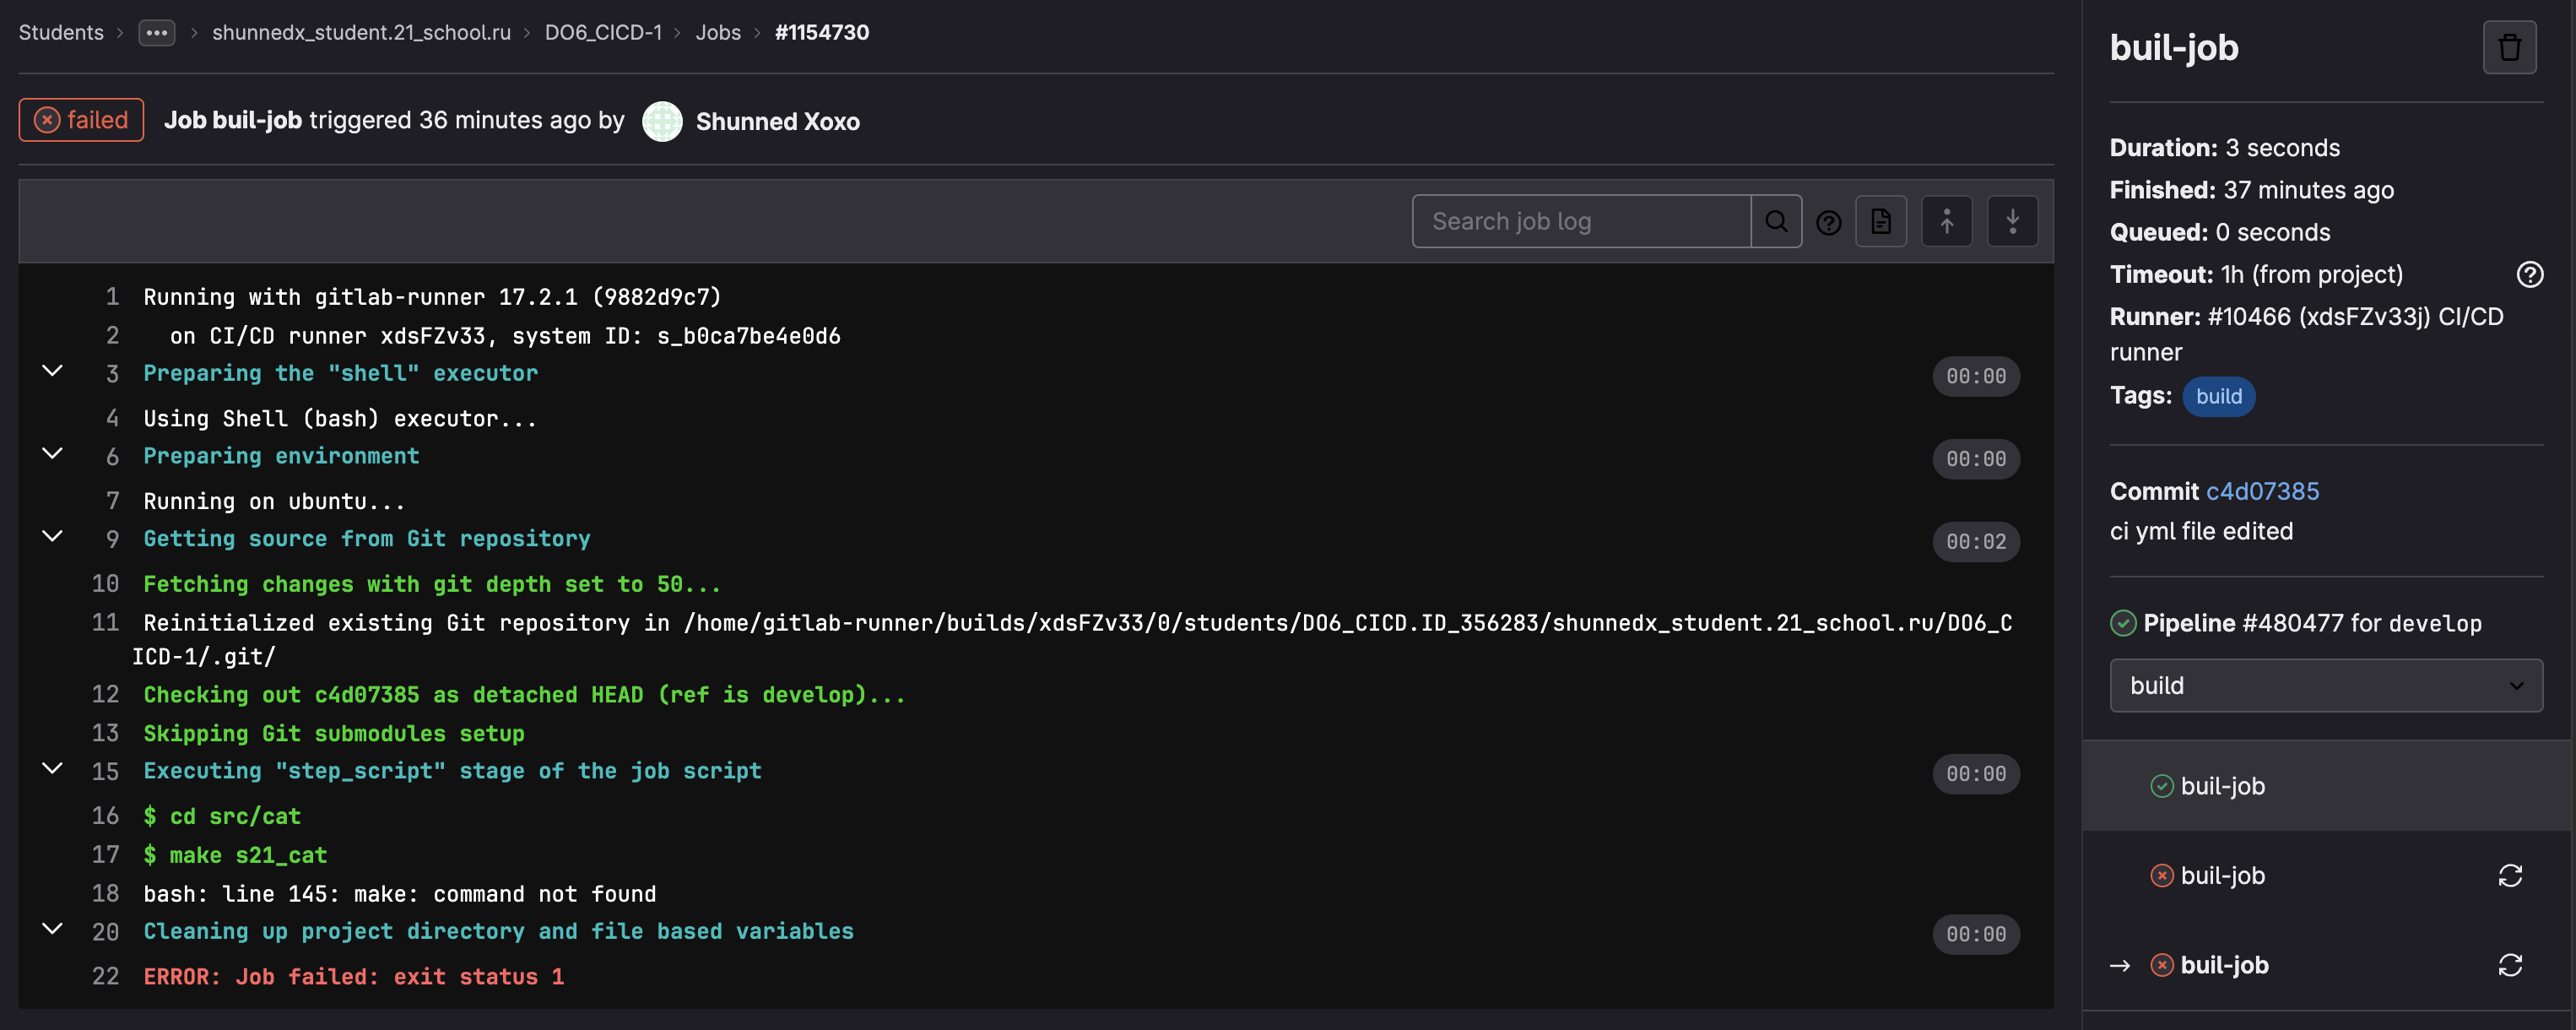 Students > ... > shunnedx_student.21_school.ru > DO6_CICD-1 > Jobs > #1154730
failed Job buil-job triggered 36 minutes ago by Shunned Xoxo
Search job log
1 Running with gitlab-runner 17.2.1 (9882d9c7)
2 on CI/CD runner xdsFZv33, system ID: s_b0ca7be4e0d6
3 Preparing the "shell" executor 00:00
4 Using Shell (bash) executor...
6 Preparing environment 00:00
7 Running on ubuntu...
9 Getting source from Git repository 00:02
10 Fetching changes with git depth set to 50...
11 Reinitialized existing Git repository in /home/gitlab-runner/builds/xdsFZv33/0/students/DO6_CICD.ID_356283/shunnedx_student.21_school.ru/DO6_C
ICD-1/.git/
12 Checking out c4d07385 as detached HEAD (ref is develop)...
13 Skipping Git submodules setup
15 Executing "step_script" stage of the job script 00:00
16 $ cd src/cat
17 $ make s21_cat
18 bash: line 145: make: command not found
20 Cleaning up project directory and file based variables 00:00
22 ERROR: Job failed: exit status 1
buil-job
Duration: 3 seconds
Finished: 37 minutes ago
Queued: 0 seconds
Timeout: 1h (from project)
Runner: #10466 (xdsFZv33j) CI/CD
runner
Tags: build
Commit c4d07385
ci yml file edited
Pipeline #480477 for develop
build
buil-job
buil-job
→ buil-job